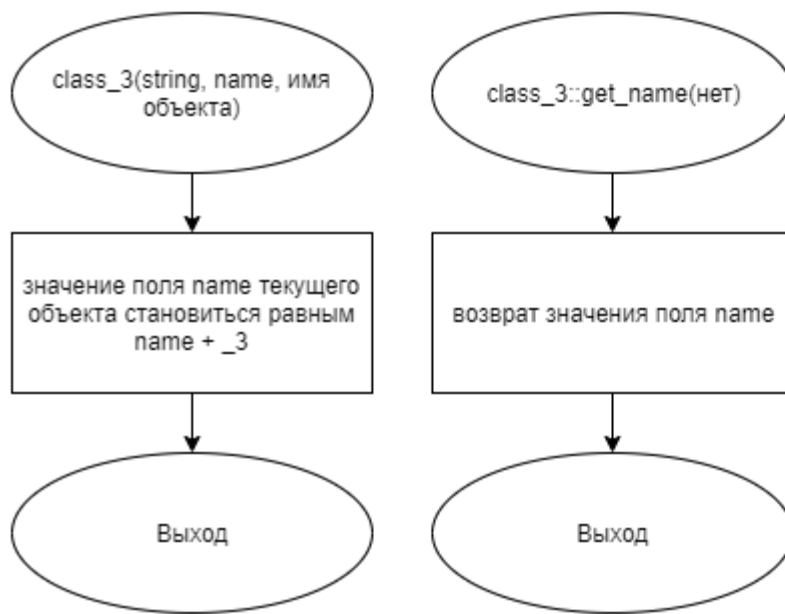 class_3(string, name, имя
объекта)
значение поля name текущего
объекта становиться равным
name + _3
Выход
class_3::get_name(нет)
возврат значения поля name
Выход